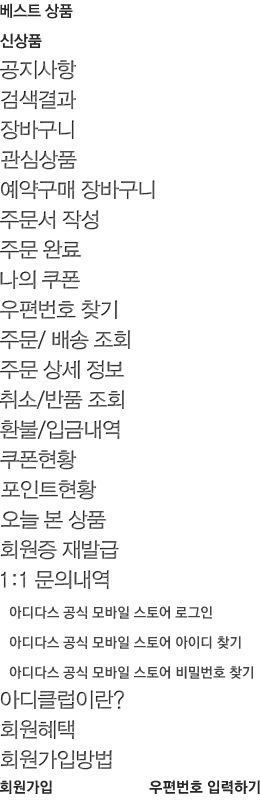 베스트 상품
신상품
공지사항
검색결과
장바구니
관심상품
예약구매 장바구니
주문서 작성
주문 완료
나의 쿠폰
우편번호 찾기
주문/ 배송 조회
주문 상세 정보
취소/반품 조회
환불/입금내역
쿠폰현황
포인트현황
오늘 본 상품
회원증 재발급
1:1 문의내역
아디다스 공식 모바일 스토어 로그인
아디다스 공식 모바일 스토어 아이디 찾기
아디다스 공식 모바일 스토어 비밀번호 찾기
아디클럽이란?
회원혜택
회원가입방법
회원가입 우편번호 입력하기